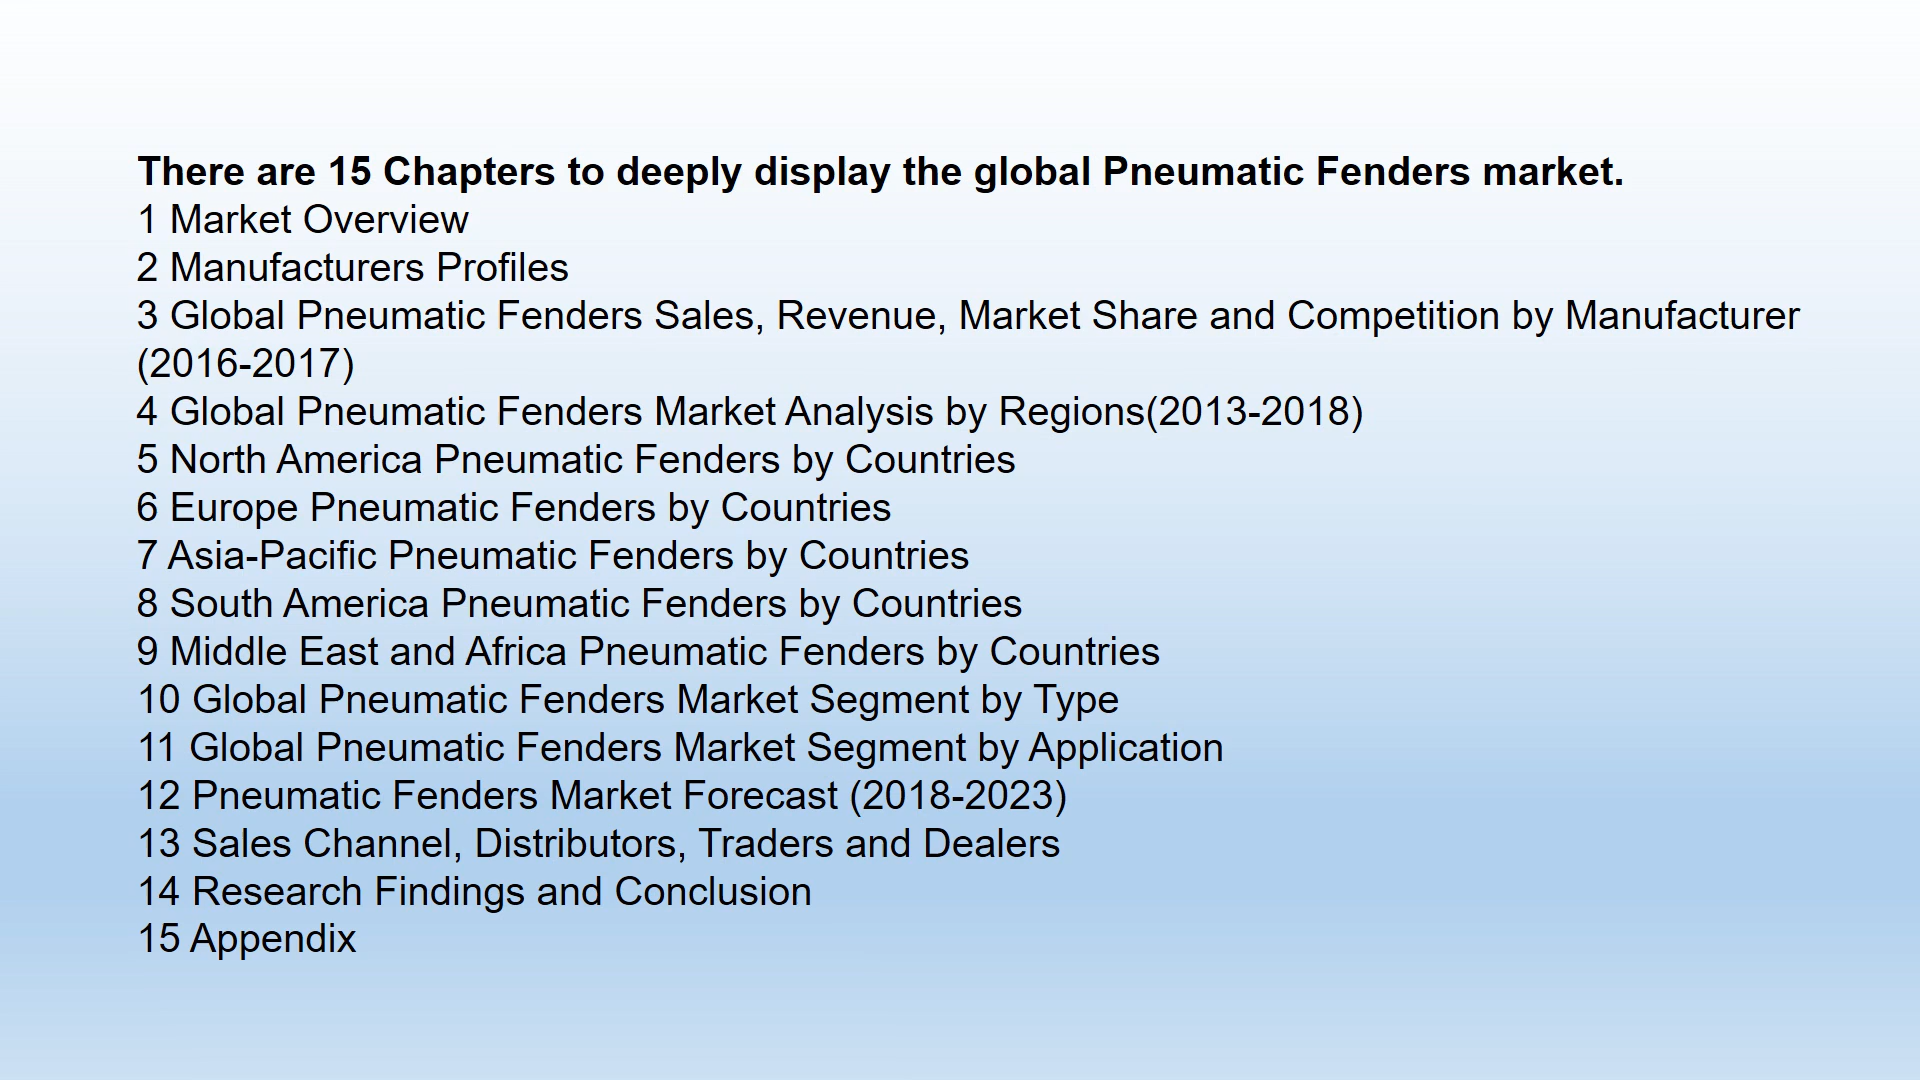 There are 15 Chapters to deeply display the global Pneumatic Fenders market.
1 Market Overview
2 Manufacturers Profiles
3 Global Pneumatic Fenders Sales, Revenue, Market Share and Competition by Manufacturer
(2016-2017)
4 Global Pneumatic Fenders Market Analysis by Regions(2013-2018)
5 North America Pneumatic Fenders by Countries
6 Europe Pneumatic Fenders by Countries
7 Asia-Pacific Pneumatic Fenders by Countries
8 South America Pneumatic Fenders by Countries
9 Middle East and Africa Pneumatic Fenders by Countries
10 Global Pneumatic Fenders Market Segment by Type
11 Global Pneumatic Fenders Market Segment by Application
12 Pneumatic Fenders Market Forecast (2018-2023)
13 Sales Channel, Distributors, Traders and Dealers
14 Research Findings and Conclusion
15 Appendix